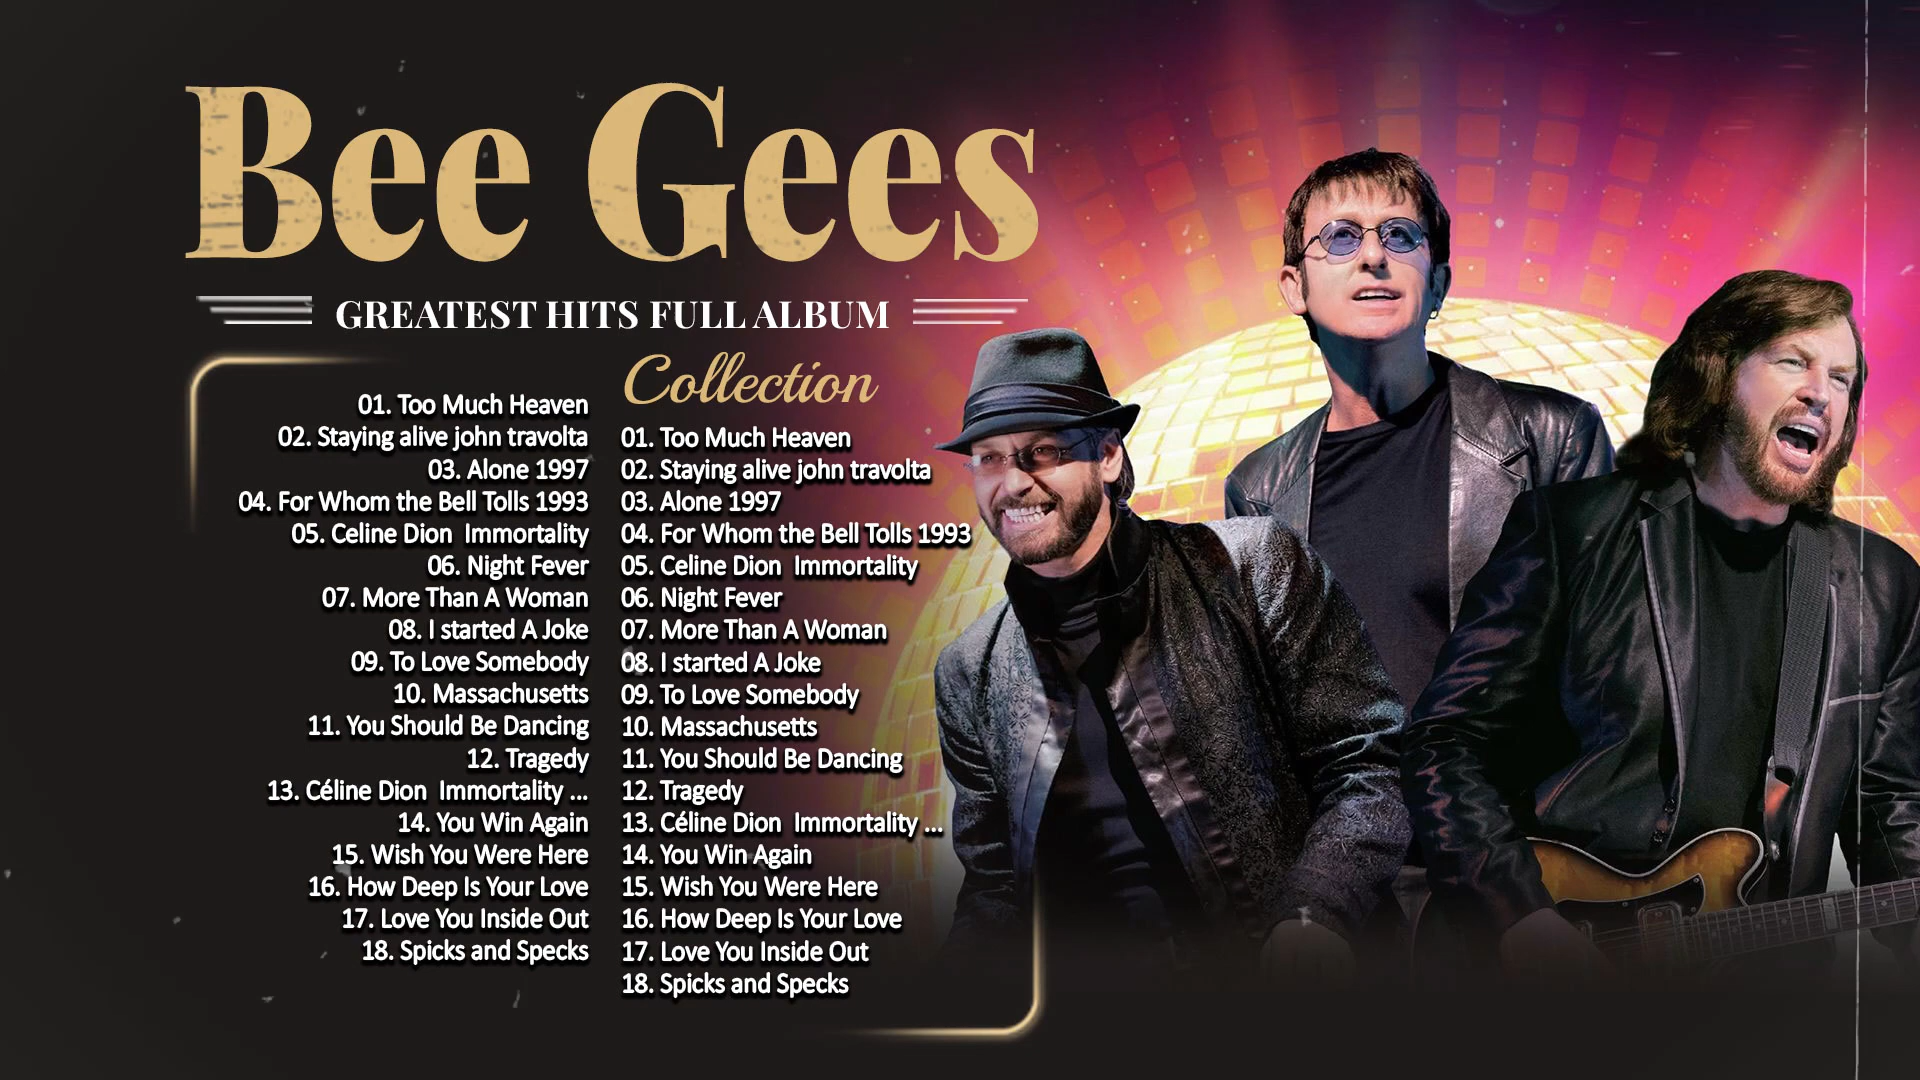 Bee Gees
GREATEST HITS FULL ALBUM
Collection
01. Too Much Heaven
02. Staying alive john travolta
03. Alone 1997
04. For Whom the Bell Tolls 1993
05. Celine Dion  Immortality
06. Night Fever
07. More Than A Woman
08. I started A Joke
09. To Love Somebody
10. Massachusetts
11. You Should Be Dancing
12. Tragedy
13. Céline Dion  Immortality ...
14. You Win Again
15. Wish You Were Here
16. How Deep Is Your Love
17. Love You Inside Out
18. Spicks and Specks
01. Too Much Heaven
02. Staying alive john travolta
03. Alone 1997
04. For Whom the Bell Tolls 1993
05. Celine Dion  Immortality
06. Night Fever
07. More Than A Woman
08. I started A Joke
09. To Love Somebody
10. Massachusetts
11. You Should Be Dancing
12. Tragedy
13. Céline Dion  Immortality ...
14. You Win Again
15. Wish You Were Here
16. How Deep Is Your Love
17. Love You Inside Out
18. Spicks and Specks